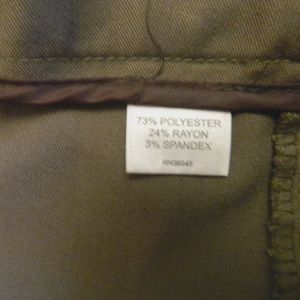 73% POLYESTER
24% RAYON
3% SPANDEX